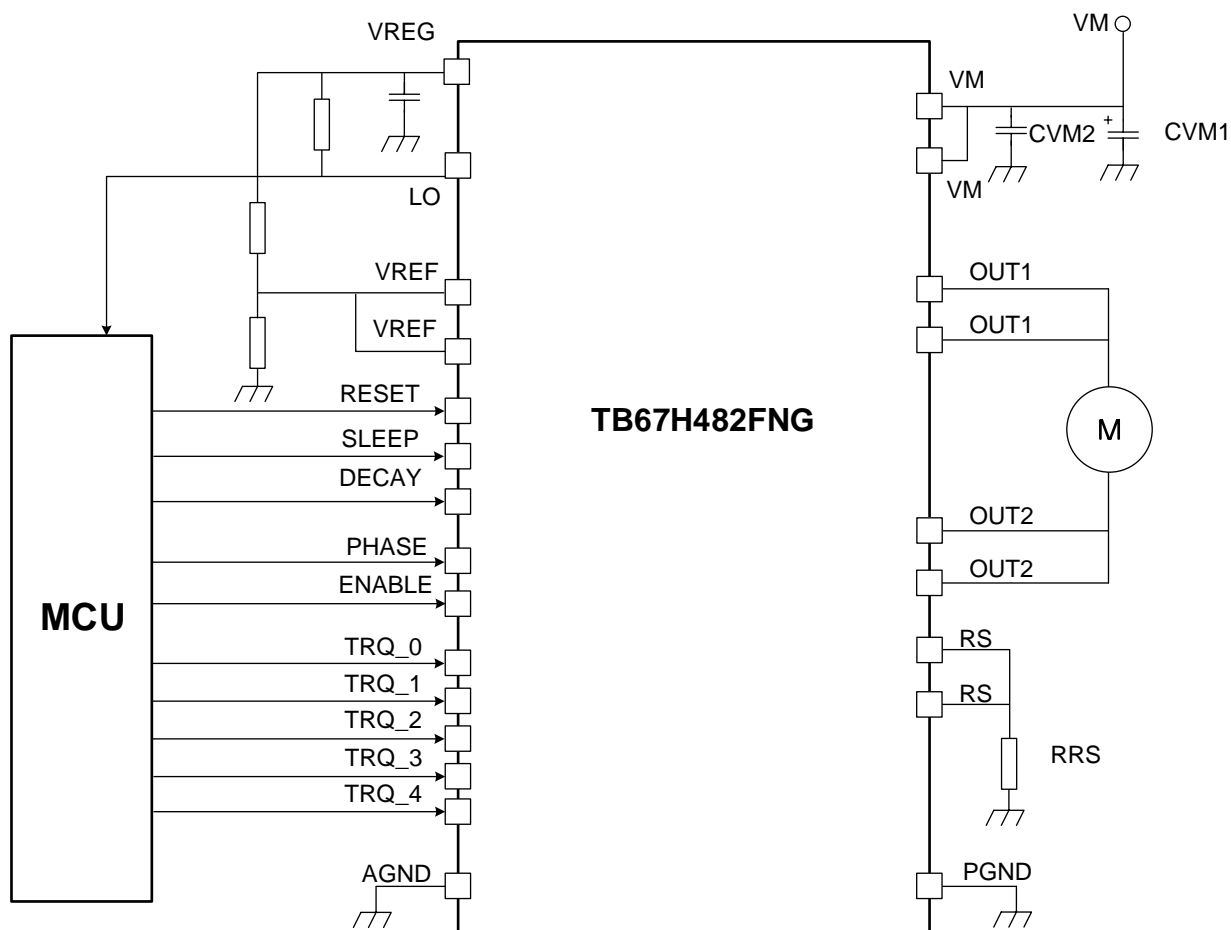 VREG
VM
VM
+
CVM2
CVM1
LO
VM
VREF
OUT1
VREF
OUT1
RESET
TB67H482FNG
SLEEP
M
DECAY
PHASE
OUT2
ENABLE
OUT2
MCU
TRQ_0
RS
TRQ_1
RS
TRQ_2
TRQ_3
RRS
TRQ_4
AGND
PGND